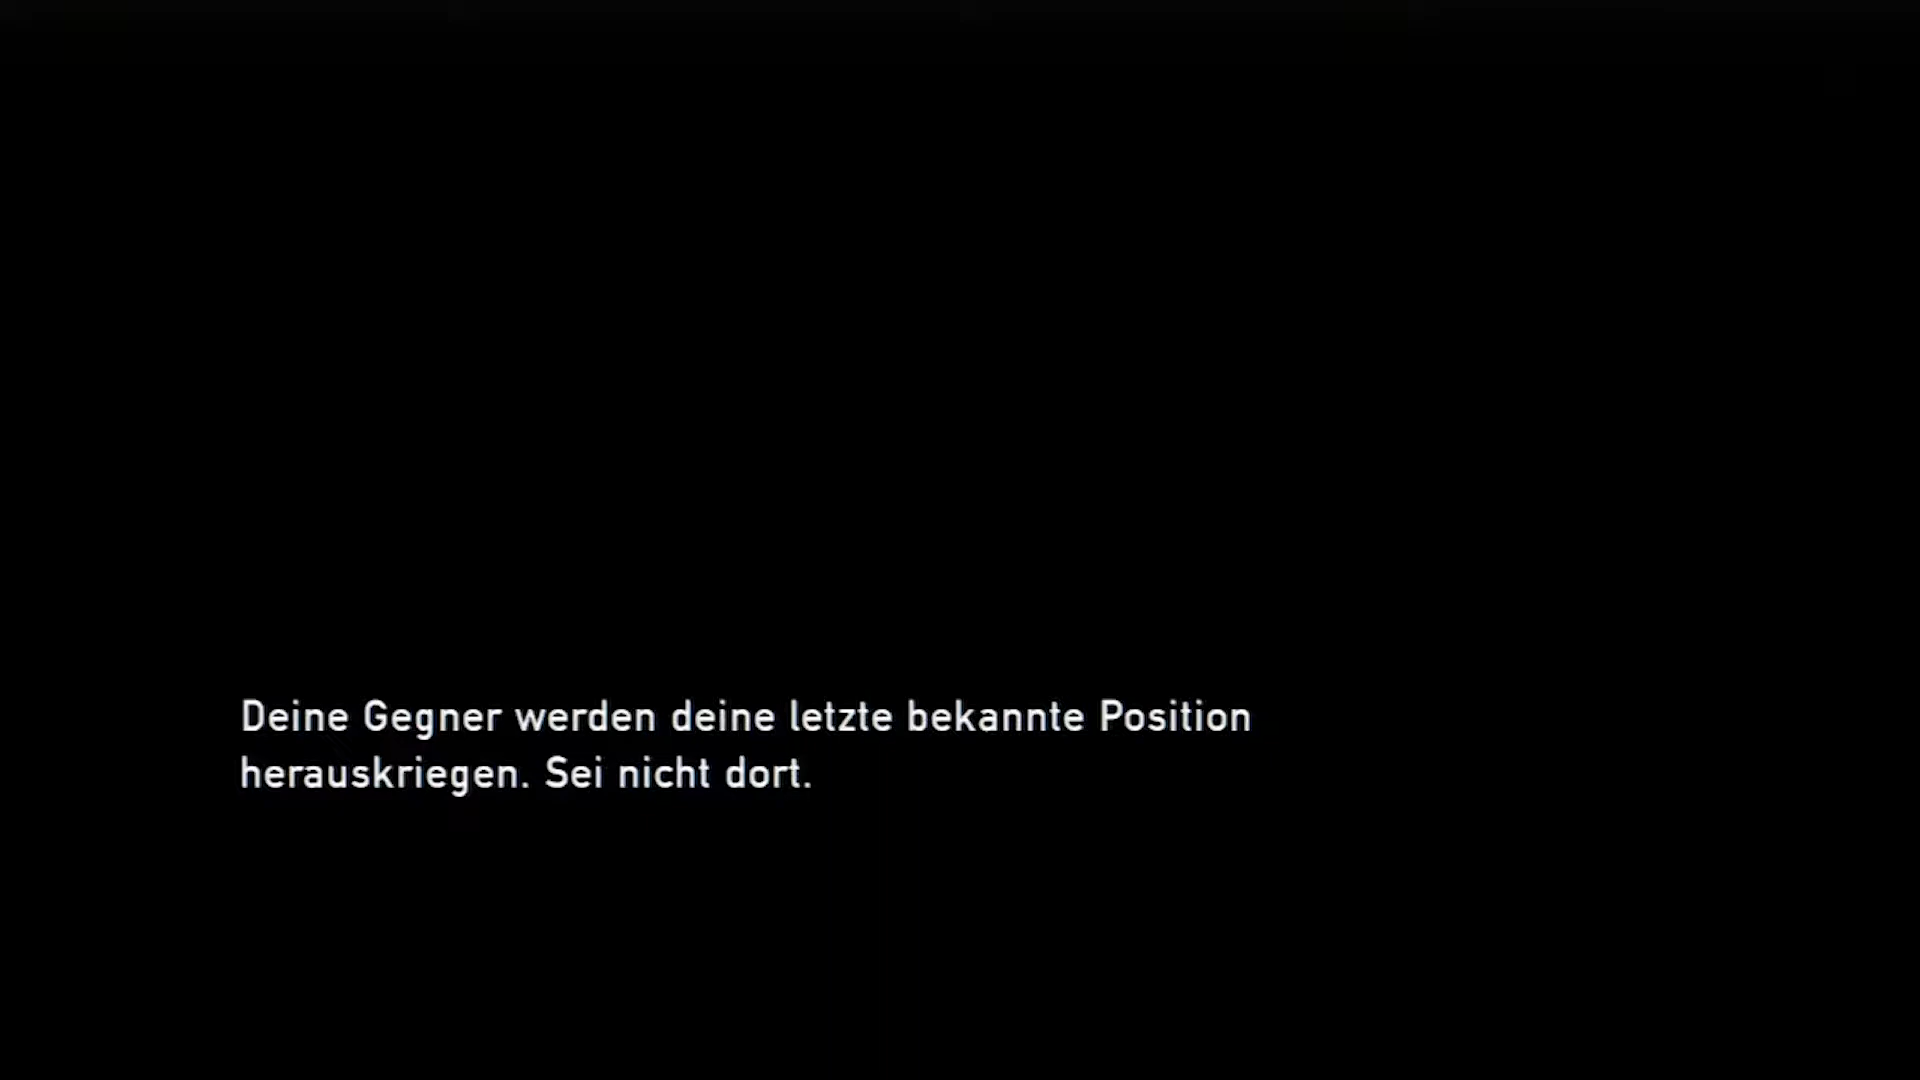 Deine Gegner werden deine letzte bekannte Position
herauskriegen. Sei nicht dort.